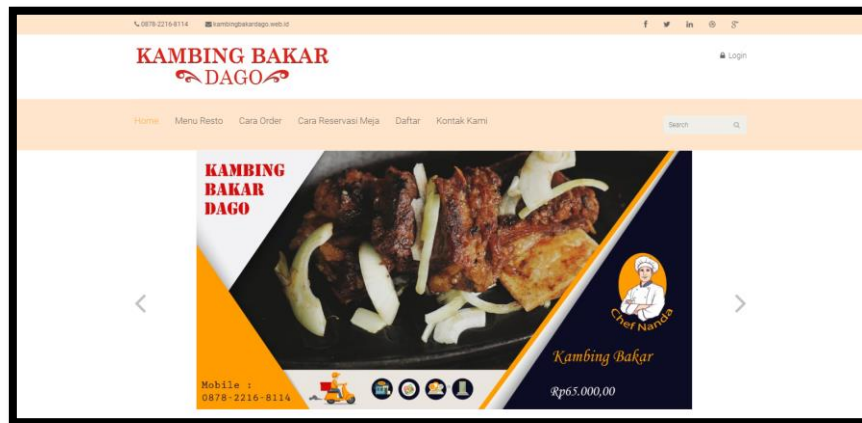 0878-2216-8114 kambingbakardago.web.id
KAMBING BAKAR
DAGO
Login
Home Menu Resto Cara Order Cara Reservasi Meja Daftar Kontak Kami
Search
KAMBING
BAKAR
DAGO
Chef Nanda
Kambing Bakar
Rp65.000,00
Mobile :
0878-2216-8114